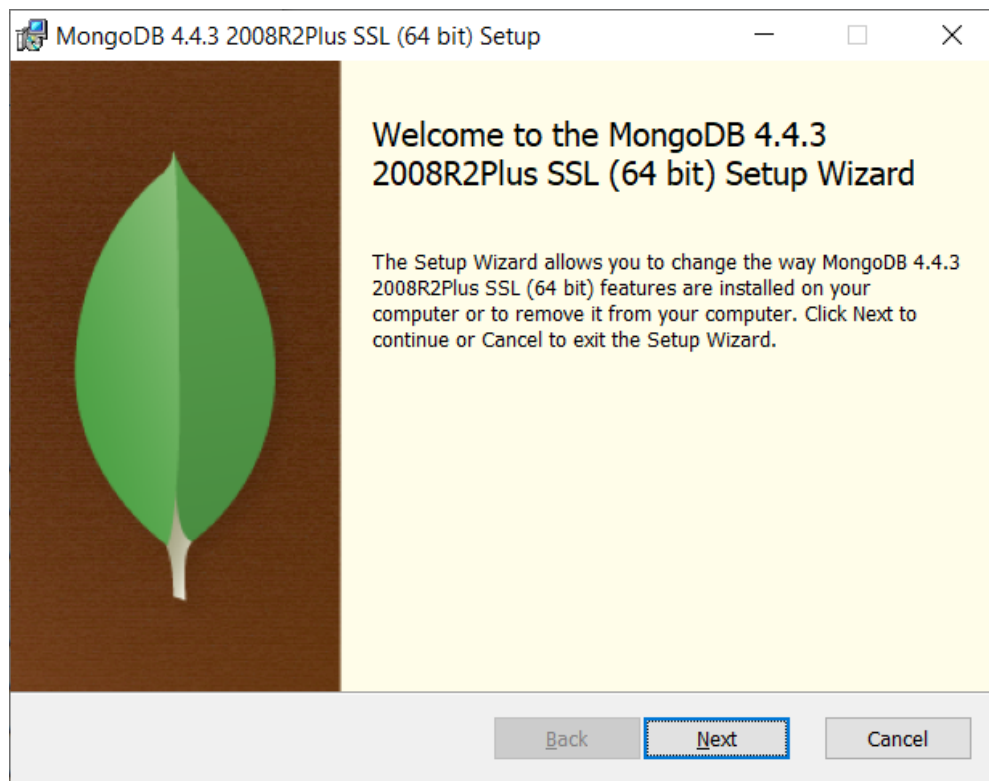 MongoDB 4.4.3 2008R2Plus SSL (64 bit) Setup
Welcome to the MongoDB 4.4.3
2008R2Plus SSL (64 bit) Setup Wizard
The Setup Wizard allows you to change the way MongoDB 4.4.3
2008R2Plus SSL (64 bit) features are installed on your
computer or to remove it from your computer. Click Next to
continue or Cancel to exit the Setup Wizard.
Back Next Cancel